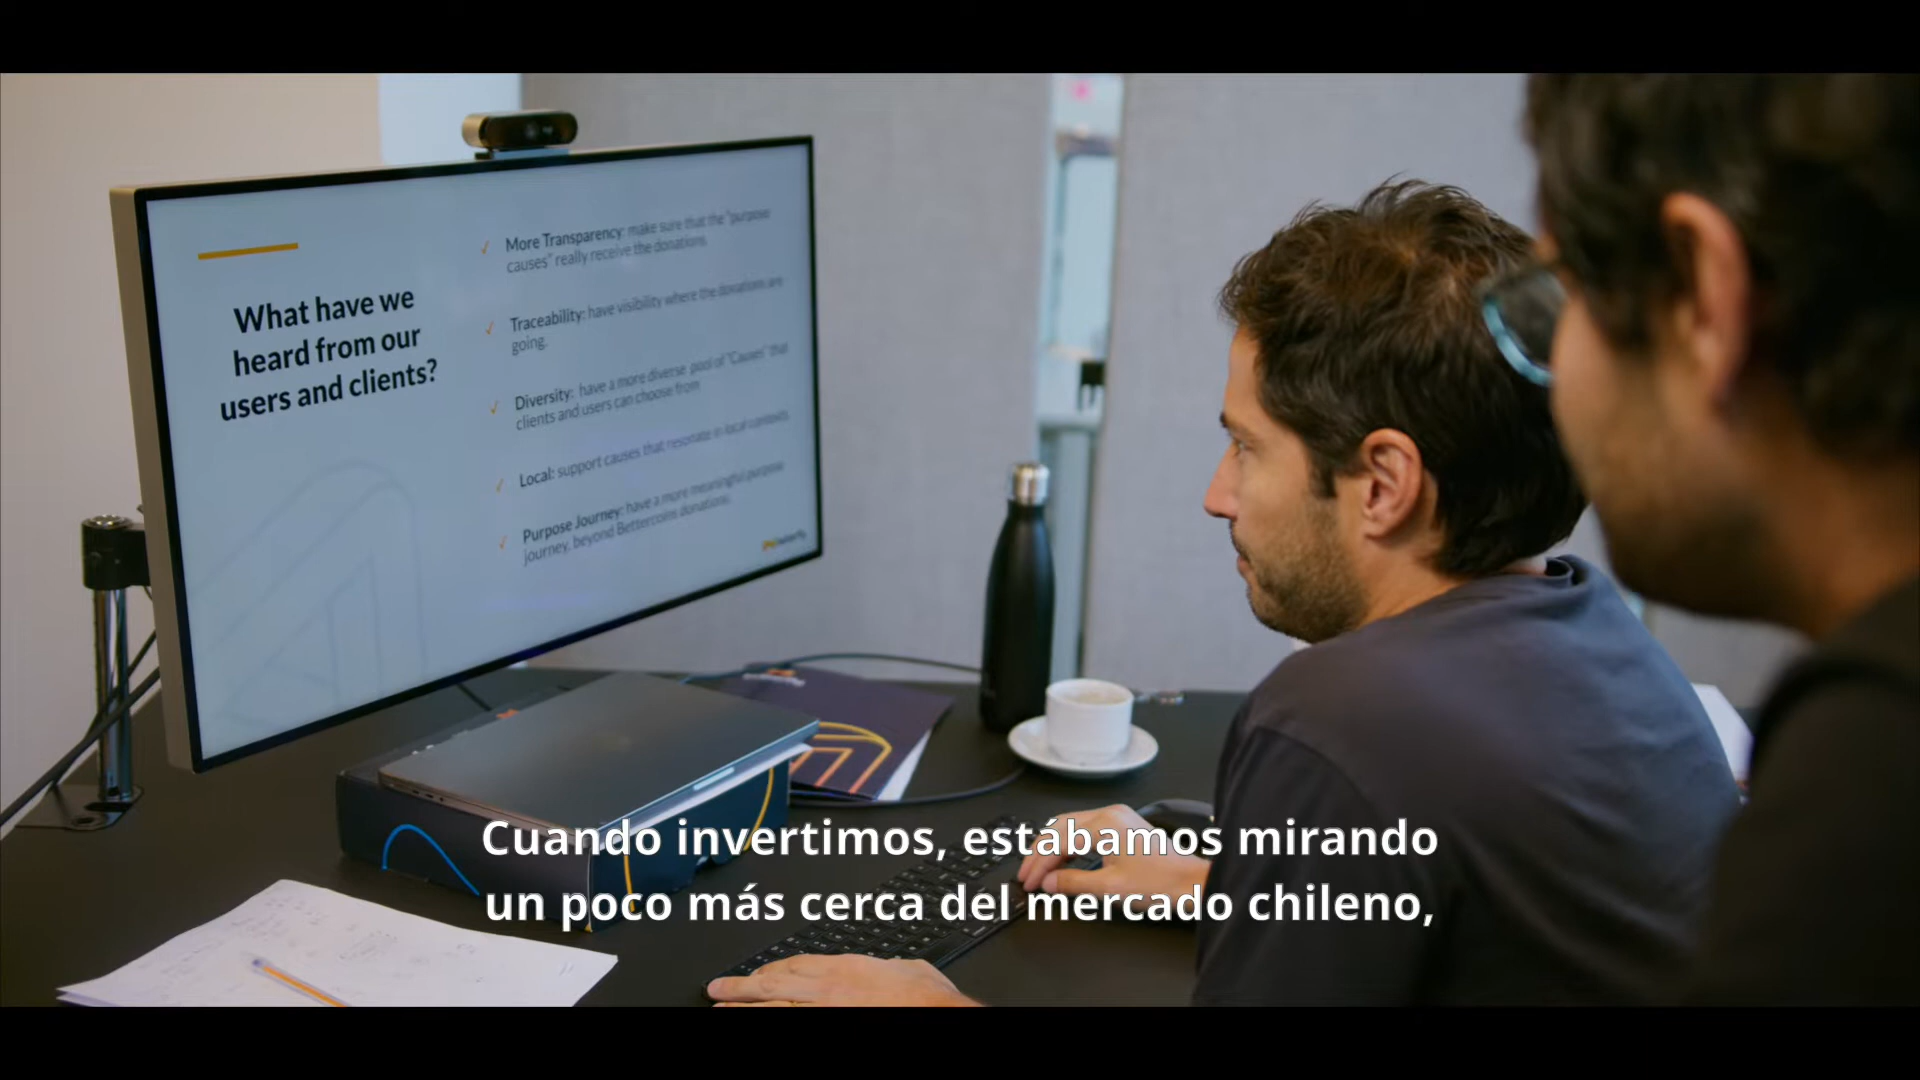 What have we
heard from our
users and clients?
More Transparency: make sure that the "purpose
causes" really receive the donations.
Traceability: have visibility where the donations are
going.
Diversity: have a more diverse pool of "Causes" that
clients and users can choose from
Local: support causes that resonate in local contexts
Purpose Journey: have a more meaningful purpose
journey, beyond Bettercoins donations.
Cuando invertimos, estábamos mirando
un poco más cerca del mercado chileno,